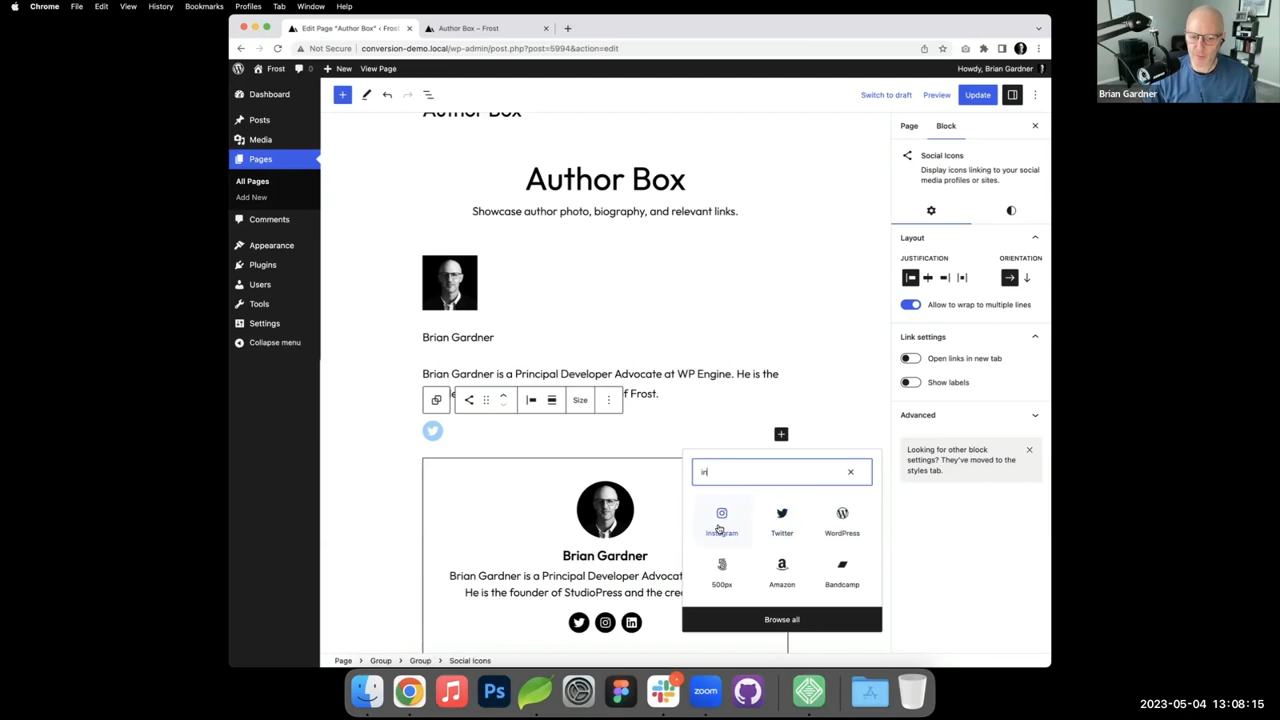 Chrome File Edit View History Bookmarks Profiles Tab Window Help
Edit Page "Author Box" ‹ Frost
Author Box – Frost
Not Secure conversion-demo.local/wp-admin/post.php?post=5994&action=edit
Frost 0 New View Page Howdy, Brian Gardner
Dashboard
Posts
Media
Pages
All Pages
Add New
Comments
Appearance
Plugins
Users
Tools
Settings
Collapse menu
Switch to draft Preview Update
Author Box
Author Box
Showcase author photo, biography, and relevant links.
Brian Gardner
Brian Gardner is a Principal Developer Advocate at WP Engine. He is the
f Frost.
Size
in
Instagram Twitter WordPress
500px Amazon Bandcamp
Browse all
Brian Gardner
Brian Gardner is a Principal Developer Advocat
He is the founder of StudioPress and the crea
Page Group Group Social Icons
Page Block
Social Icons
Display icons linking to your social
media profiles or sites.
Layout
JUSTIFICATION ORIENTATION
Allow to wrap to multiple lines
Link settings
Open links in new tab
Show labels
Advanced
Looking for other block
settings? They've moved to the
styles tab.
Brian Gardner
Ps
zoom
2023-05-04 13:08:15